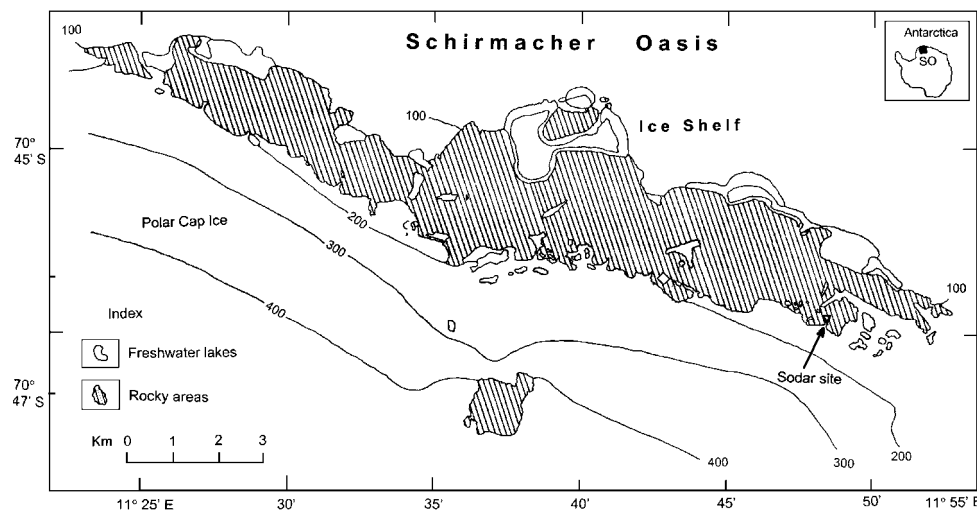 Schirmacher Oasis
Antarctica
SO
100
100
Ice Shelf
70°
45' S
200
Polar Cap Ice
300
400
100
Index
Freshwater lakes
Rocky areas
Sodar site
70°
47' S
Km 0 1 2 3
400
300
200
11° 25' E 30' 35' 40' 45' 50' 11° 55' E